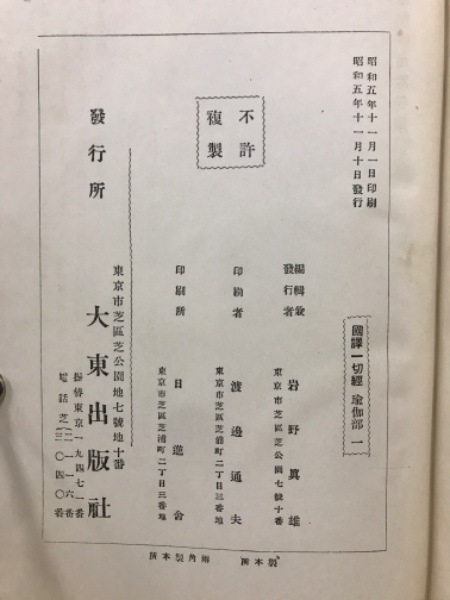 昭和五年十一月一日印刷
昭和五年十一月十日發行
國譯一切經 瑜伽部 一
不許
複製
編輯兼
發行者
岩野眞雄
東京市芝區芝公園七號十番
印刷者
渡邊通夫
東京市芝區芝浦町二丁目三番地
印刷所
日進舍
東京市芝區芝浦町二丁目三番地
發行所
東京市芝區芝公園地七號地十番
大東出版社
振替東京一九四七一番
電話芝
製本所
角製本所